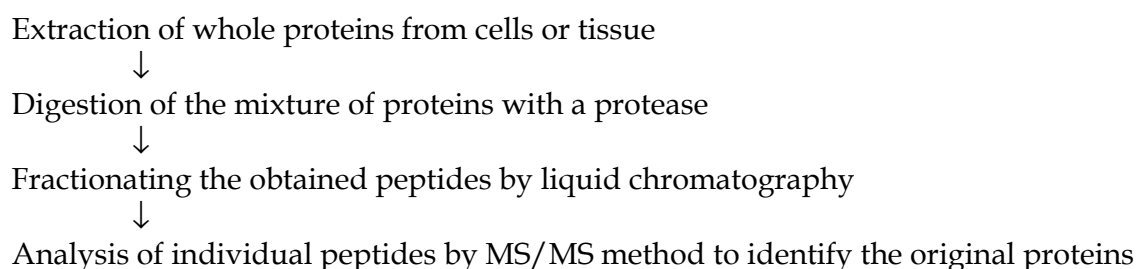 Extraction of whole proteins from cells or tissue
↓
Digestion of the mixture of proteins with a protease
↓
Fractionating the obtained peptides by liquid chromatography
↓
Analysis of individual peptides by MS/MS method to identify the original proteins